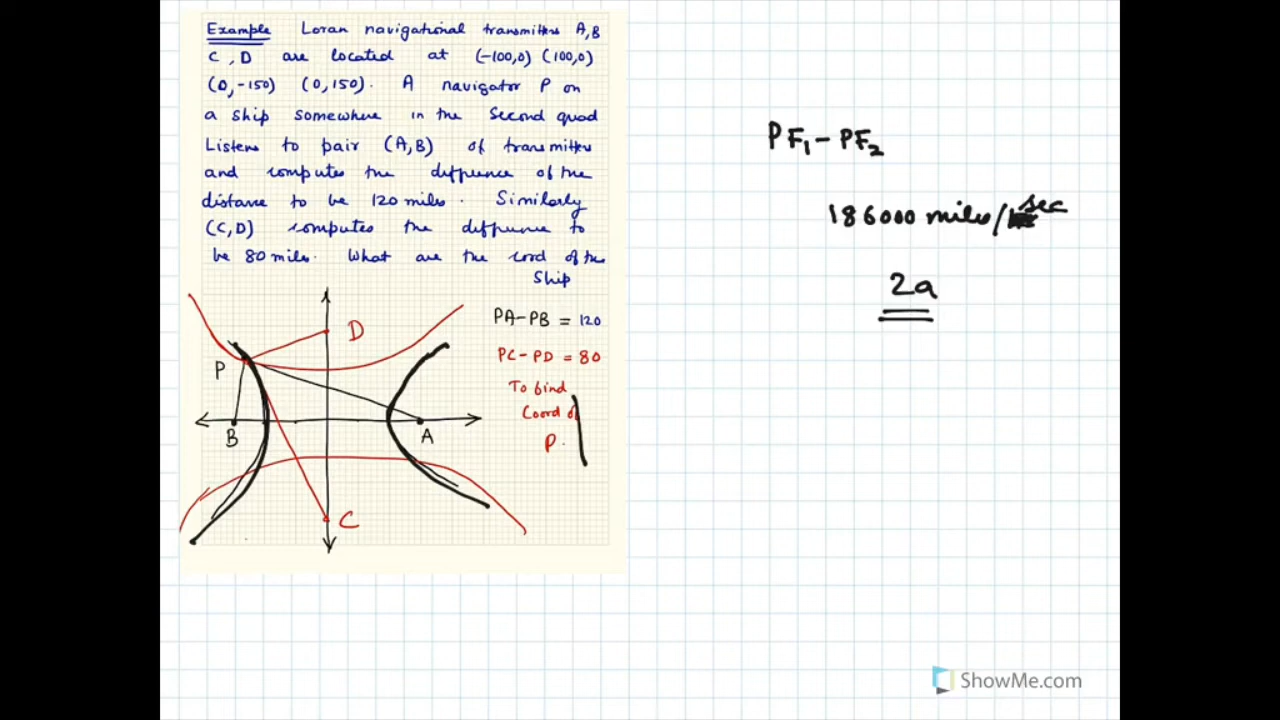 Example Loran navigational transmitters A,B
C, D are located at (-100,0) (100,0)
(0,-150) (0,150). A navigator P on
a ship somewhere in the second quad
Listens to pair (A,B) of transmitters
and computes the diffrence of the
distance to be 120 miles. Similarly
(C,D) computes the diffrence to
be 80 miles. What are the cord of the
Ship
PA-PB = 120
PC-PD = 80
To find
Coord of
P.
D
P
B
A
C
PF₁ - PF₂
186000 miles/sec
2a
ShowMe.com